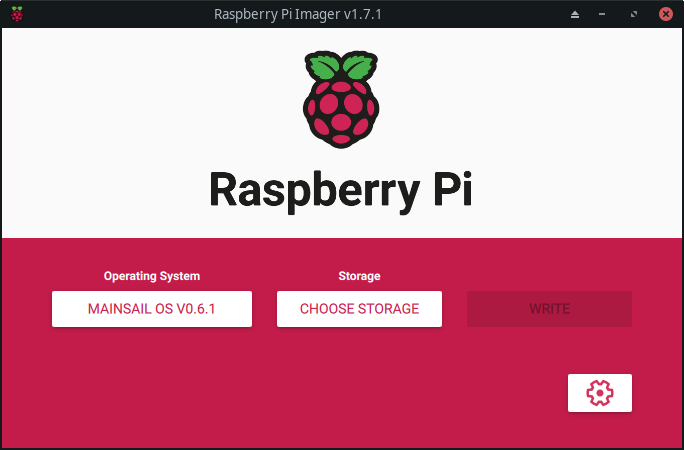 Raspberry Pi Imager v1.7.1
Raspberry Pi
Operating System
Storage
MAINSAIL OS V0.6.1
CHOOSE STORAGE
WRITE